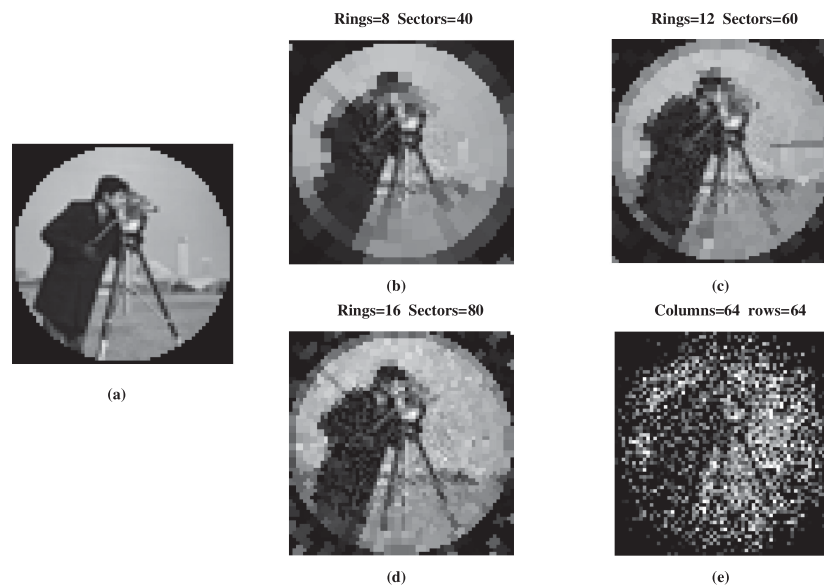 Rings=8 Sectors=40
Rings=12 Sectors=60
(a)
(b)
(c)
Rings=16 Sectors=80
Columns=64 rows=64
(d)
(e)